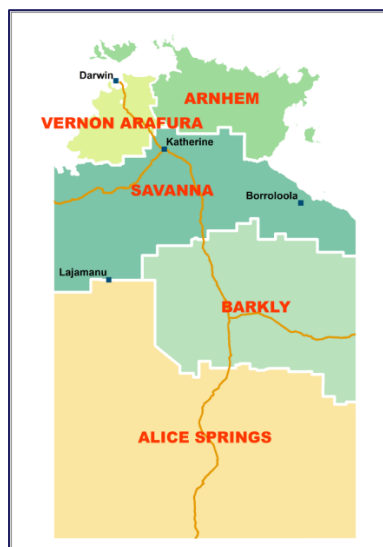 Darwin
ARNHEM
VERNON ARAFURA
Katherine
SAVANNA
Borroloola
Lajamanu
BARKLY
ALICE SPRINGS